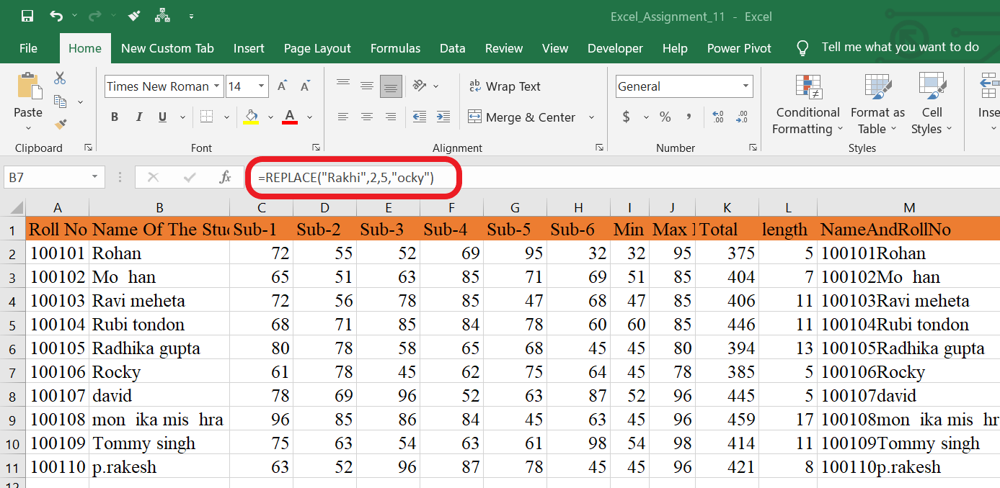 Excel_Assignment_11 - Excel
File Home New Custom Tab Insert Page Layout Formulas Data Review View Developer Help Power Pivot Tell me what you want to do
Times New Roman 14 A A ab c Wrap Text General
Paste B I U A Merge & Center $ % , .0 .00 .00 .0 Conditional Formatting Format as Table Cell Styles Inse
Clipboard Font Alignment Number Styles
B7 fx =REPLACE("Rakhi",2,5,"ocky")
A B C D E F G H I J K L M
1 Roll No Name Of The Stu Sub-1 Sub-2 Sub-3 Sub-4 Sub-5 Sub-6 Min Max Total length NameAndRollNo
2 100101 Rohan 72 55 52 69 95 32 32 95 375 5 100101Rohan
3 100102 Mo  han 65 51 63 85 71 69 51 85 404 7 100102Mo  han
4 100103 Ravi meheta 72 56 78 85 47 68 47 85 406 11 100103Ravi meheta
5 100104 Rubi tondon 68 71 85 84 78 60 60 85 446 11 100104Rubi tondon
6 100105 Radhika gupta 80 78 58 65 68 45 45 80 394 13 100105Radhika gupta
7 100106 Rocky 61 78 45 62 75 64 45 78 385 5 100106Rocky
8 100107 david 78 69 96 52 63 87 52 96 445 5 100107david
9 100108 mon  ika mis  hra 96 85 86 84 45 63 45 96 459 17 100108mon  ika mis  hr
10 100109 Tommy singh 75 63 54 63 61 98 54 98 414 11 100109Tommy singh
11 100110 p.rakesh 63 52 96 87 78 45 45 96 421 8 100110p.rakesh
12